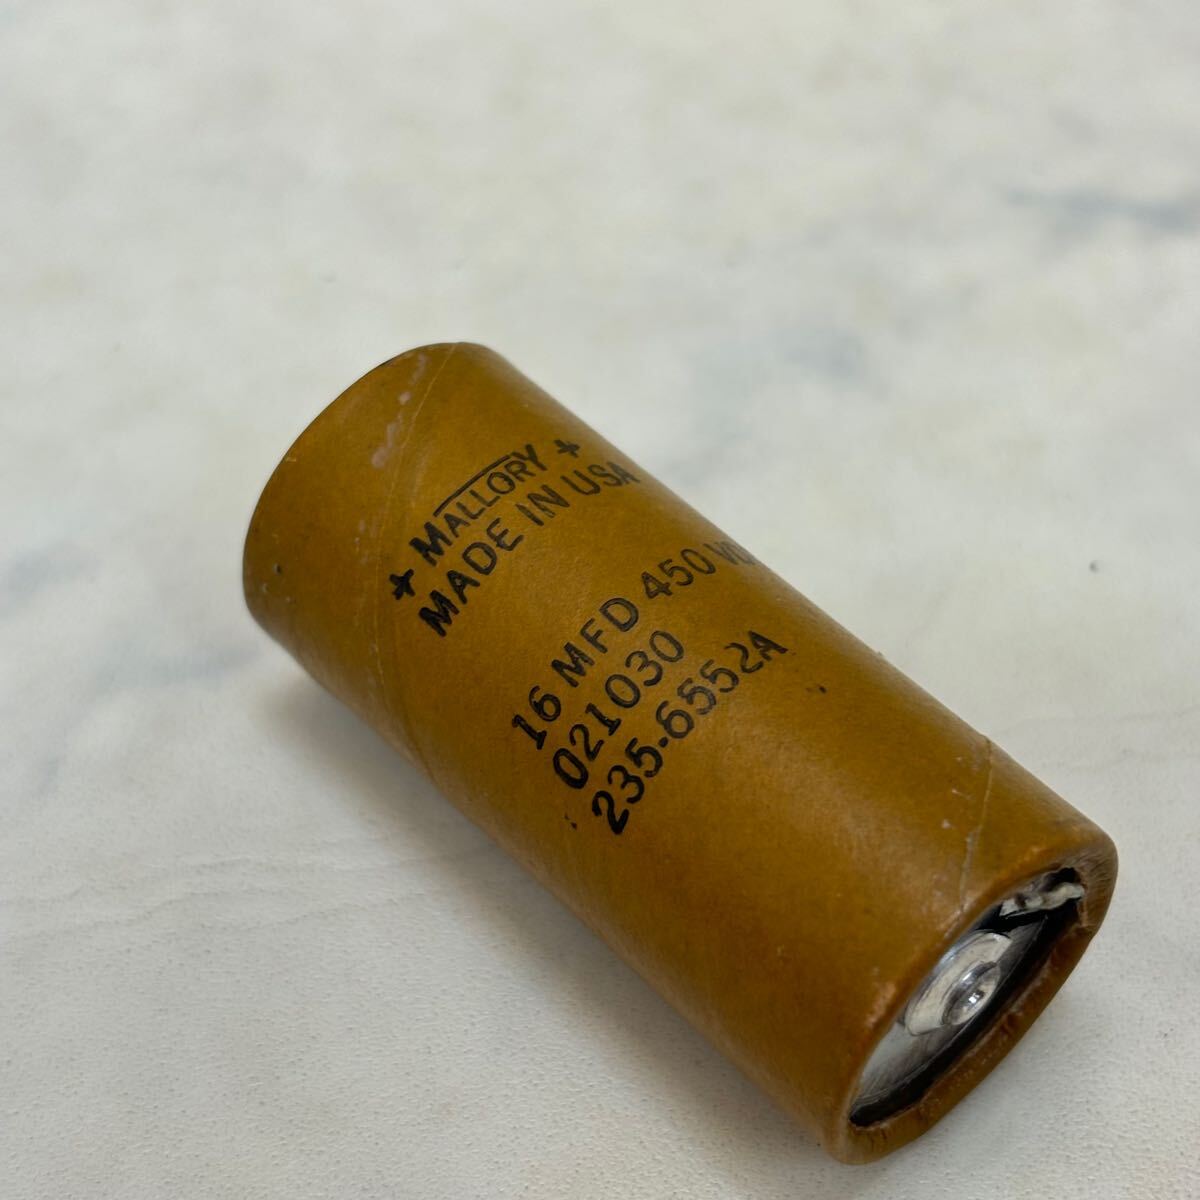 + MALLORY +
MADE IN USA
16 MFD 450
021030
235-6552A